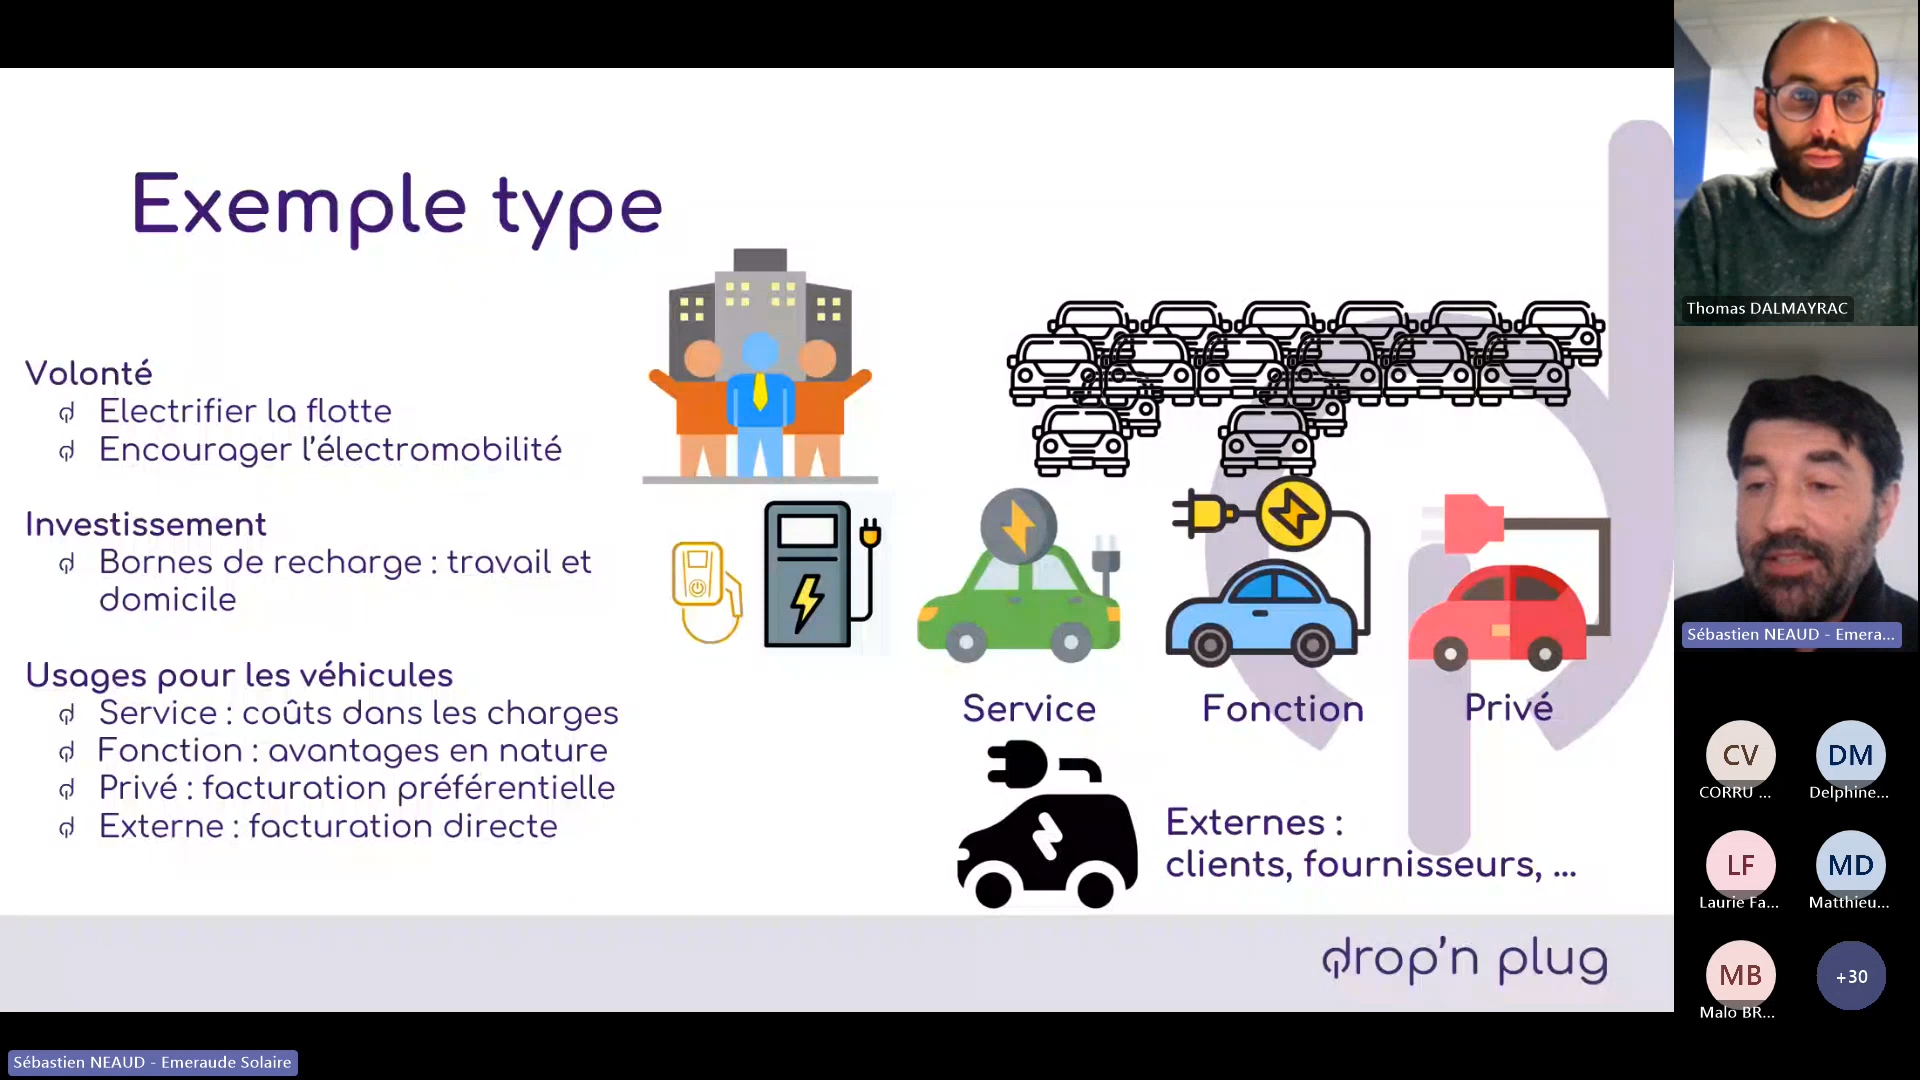 Exemple type
Volonté
Electrifier la flotte
Encourager l'électromobilité
Investissement
Bornes de recharge : travail et
domicile
Usages pour les véhicules
Service : coûts dans les charges
Fonction : avantages en nature
Privé : facturation préférentielle
Externe : facturation directe
Service
Fonction
Privé
Externes :
clients, fournisseurs, ...
drop'n plug
Thomas DALMAYRAC
Sébastien NEAUD - Emera...
CV
CORRU ...
DM
Delphine...
LF
Laurie Fa...
MD
Matthieu...
MB
Malo BR...
+30
Sébastien NEAUD - Emeraude Solaire